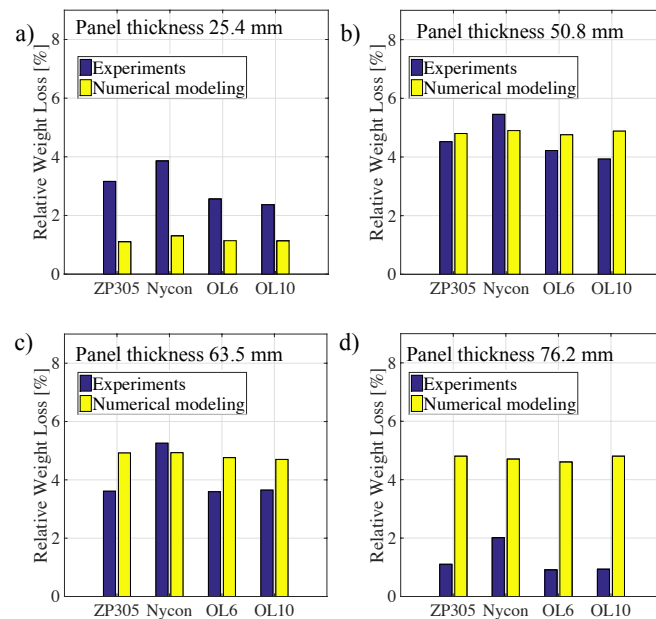 a)
Panel thickness 25.4 mm
Experiments
Numerical modeling
Relative Weight Loss [%]
8
6
4
2
0
ZP305 Nycon OL6 OL10
b)
Panel thickness 50.8 mm
Experiments
Numerical modeling
Relative Weight Loss [%]
8
6
4
2
0
ZP305 Nycon OL6 OL10
c)
Panel thickness 63.5 mm
Experiments
Numerical modeling
Relative Weight Loss [%]
8
6
4
2
0
ZP305 Nycon OL6 OL10
d)
Panel thickness 76.2 mm
Experiments
Numerical modeling
Relative Weight Loss [%]
8
6
4
2
0
ZP305 Nycon OL6 OL10